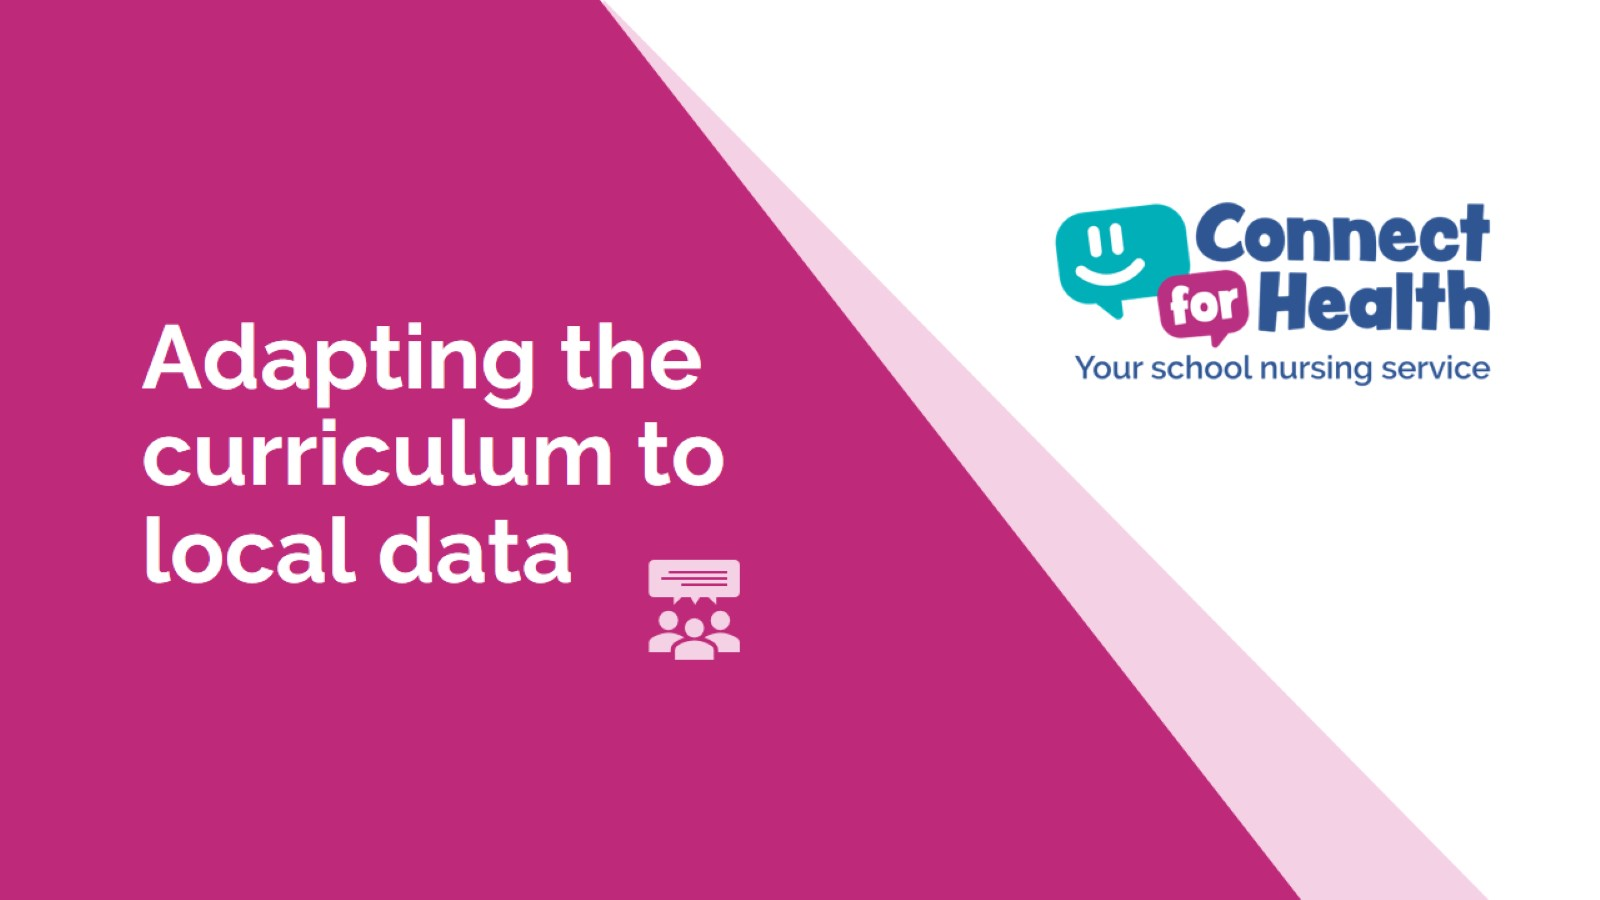 Adapting the
curriculum to
local data
Connect
for Health
Your school nursing service